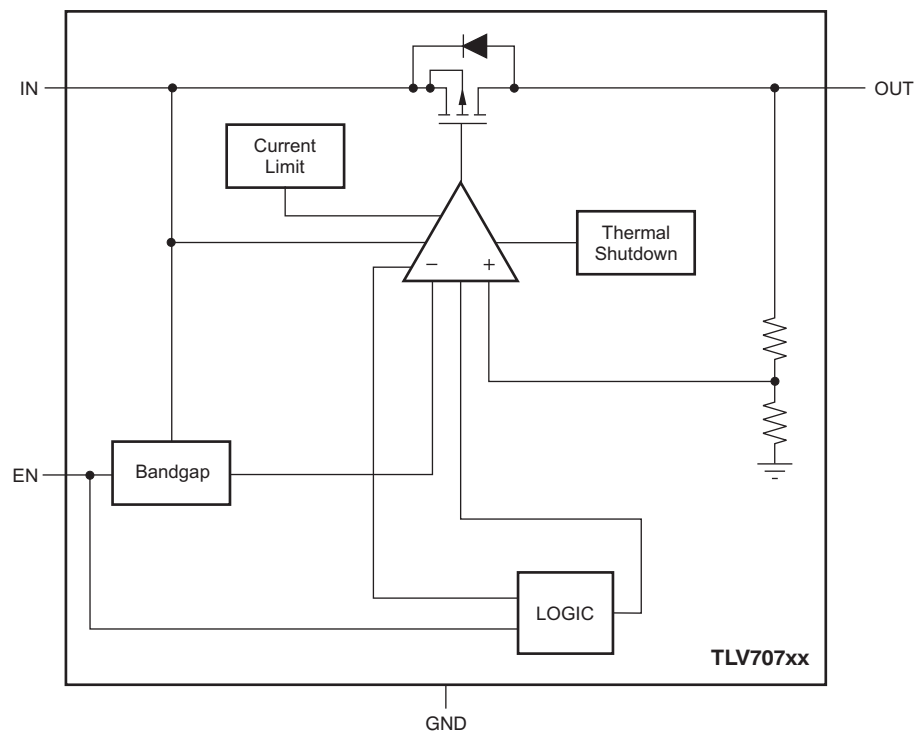 IN
OUT
Current
Limit
Thermal
Shutdown
− +
EN
Bandgap
LOGIC
TLV707xx
GND